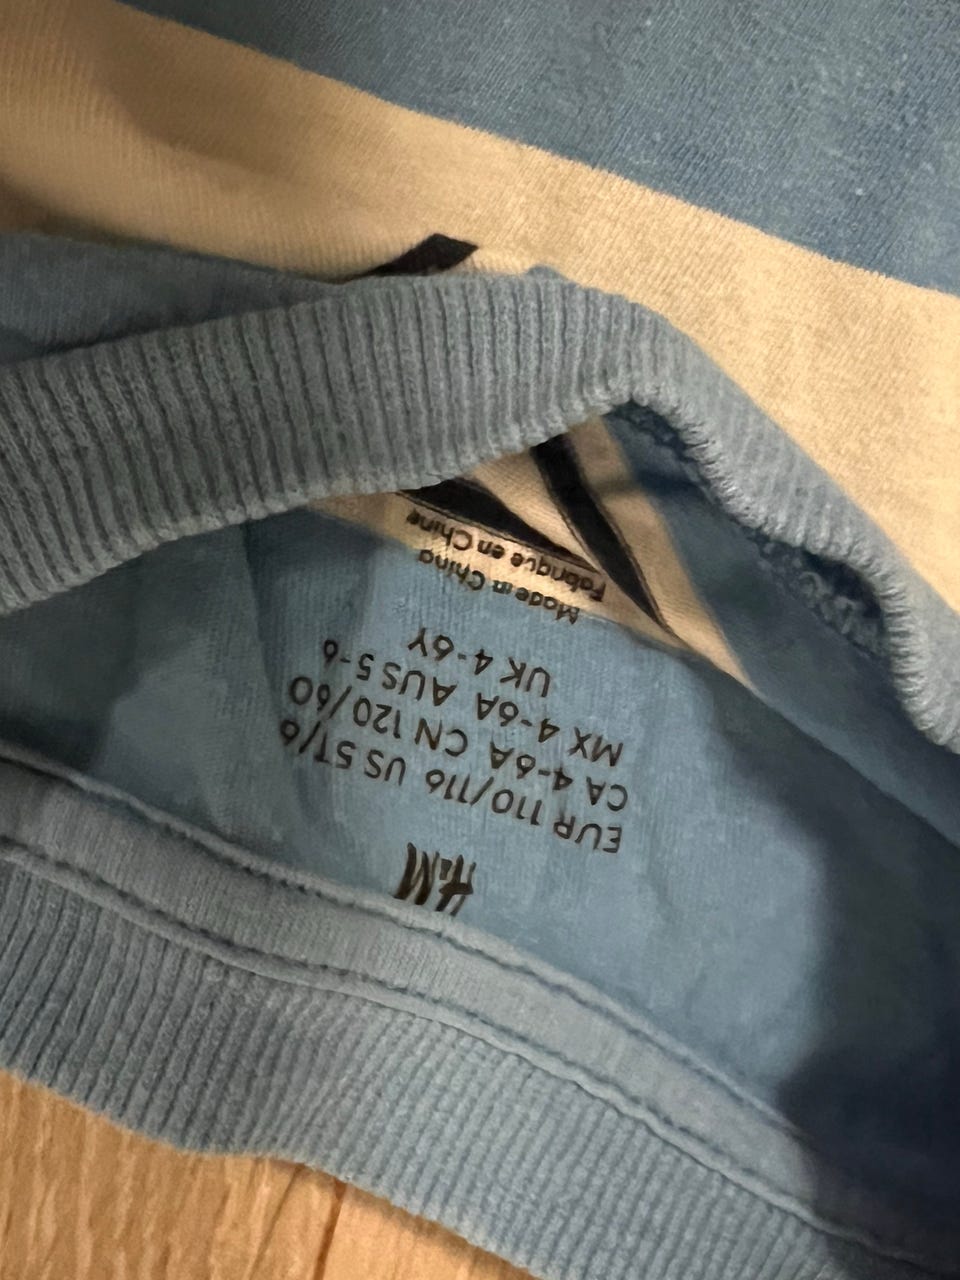 H&M
EUR 110/116 US 5T/6
CA 4-6A CN 120/60
MX 4-6A AUS 5-6
UK 4-6Y
Made in China
Fabriqué en Chine